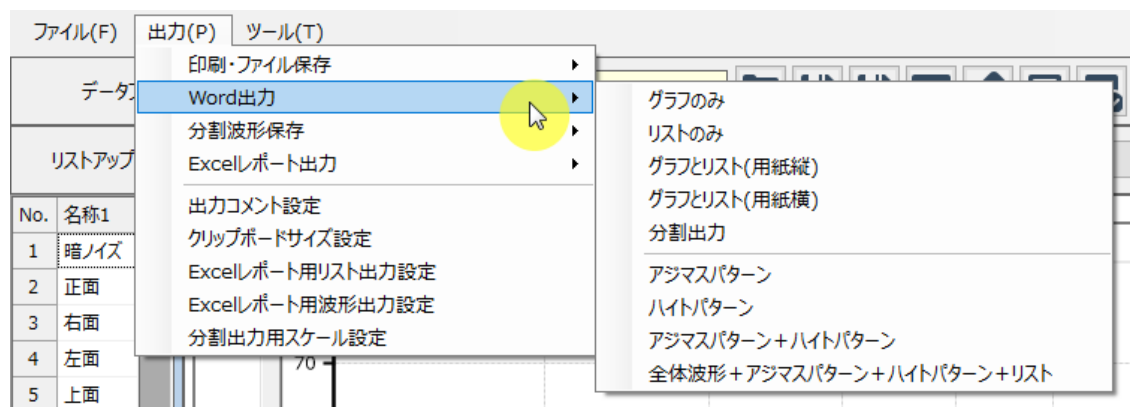 ファイル(F) 出力(P) ツール(T)
印刷・ファイル保存
データフ
Word出力
グラフのみ
分割波形保存
リストのみ
リストアップ
Excelレポート出力
グラフとリスト(用紙縦)
グラフとリスト(用紙横)
No. 名称1
出力コメント設定
分割出力
クリップボードサイズ設定
1 暗ノイズ
Excelレポート用リスト出力設定
アジマスパターン
2 正面
Excelレポート用波形出力設定
ハイトパターン
3 右面
分割出力用スケール設定
アジマスパターン+ハイトパターン
4 左面
70
全体波形+アジマスパターン+ハイトパターン+リスト
5 上面